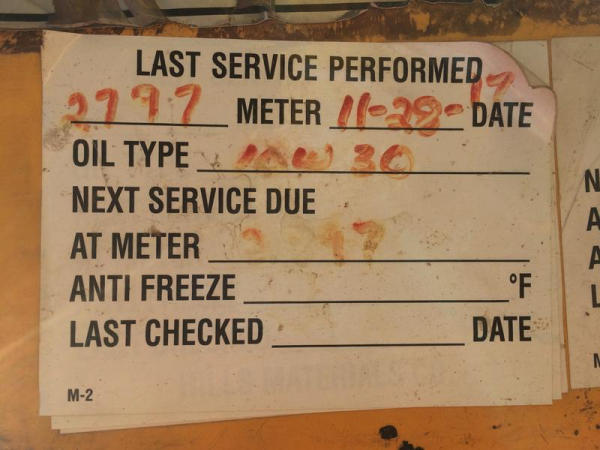 LAST SERVICE PERFORMED
2797 METER 11-28-17 DATE
OIL TYPE 10W 30
NEXT SERVICE DUE
AT METER
ANTI FREEZE °F
LAST CHECKED DATE
M-2